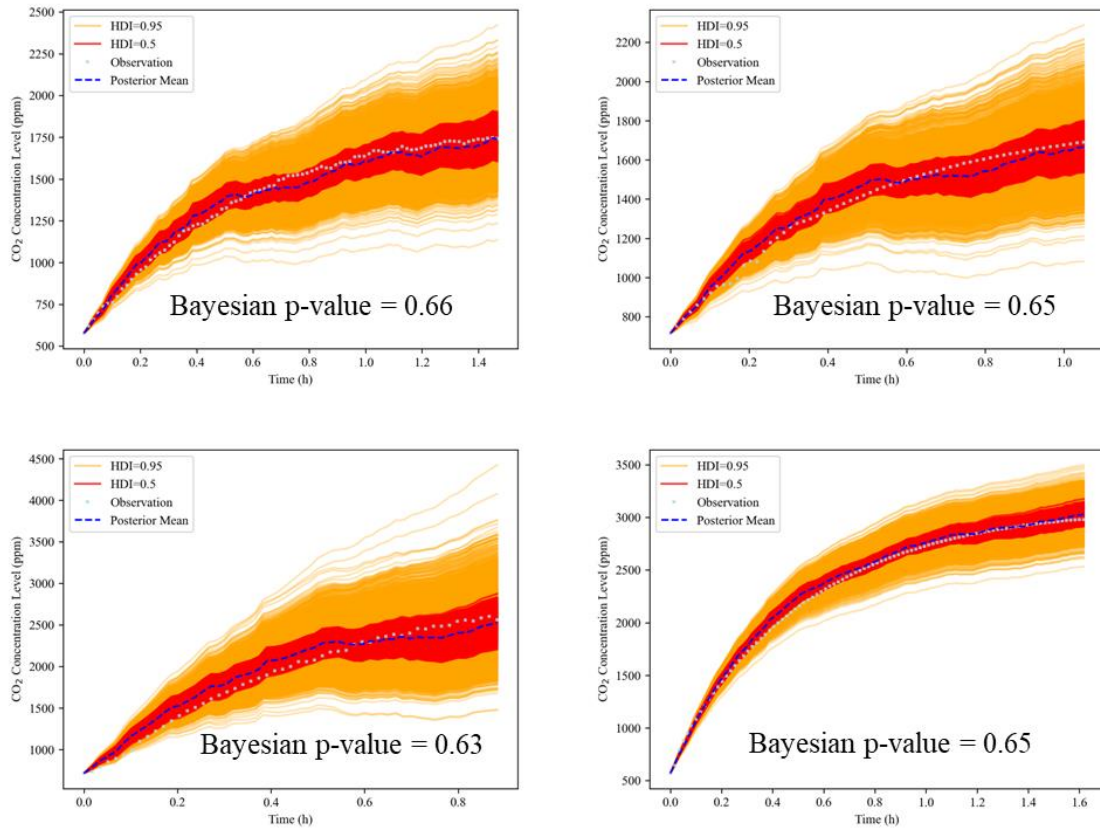 2500
2250
2000
1750
1500
1250
1000
750
500
CO₂ Concentration Level (ppm)
HDI=0.95
HDI=0.5
Observation
Posterior Mean
Bayesian p-value = 0.66
0.0 0.2 0.4 0.6 0.8 1.0 1.2 1.4
Time (h)
2200
2000
1800
1600
1400
1200
1000
800
CO₂ Concentration Level (ppm)
HDI=0.95
HDI=0.5
Observation
Posterior Mean
Bayesian p-value = 0.65
0.0 0.2 0.4 0.6 0.8 1.0
Time (h)
4500
4000
3500
3000
2500
2000
1500
1000
CO₂ Concentration Level (ppm)
HDI=0.95
HDI=0.5
Observation
Posterior Mean
Bayesian p-value = 0.63
0.0 0.2 0.4 0.6 0.8
Time (h)
3500
3000
2500
2000
1500
1000
500
CO₂ Concentration Level (ppm)
HDI=0.95
HDI=0.5
Observation
Posterior Mean
Bayesian p-value = 0.65
0.0 0.2 0.4 0.6 0.8 1.0 1.2 1.4 1.6
Time (h)